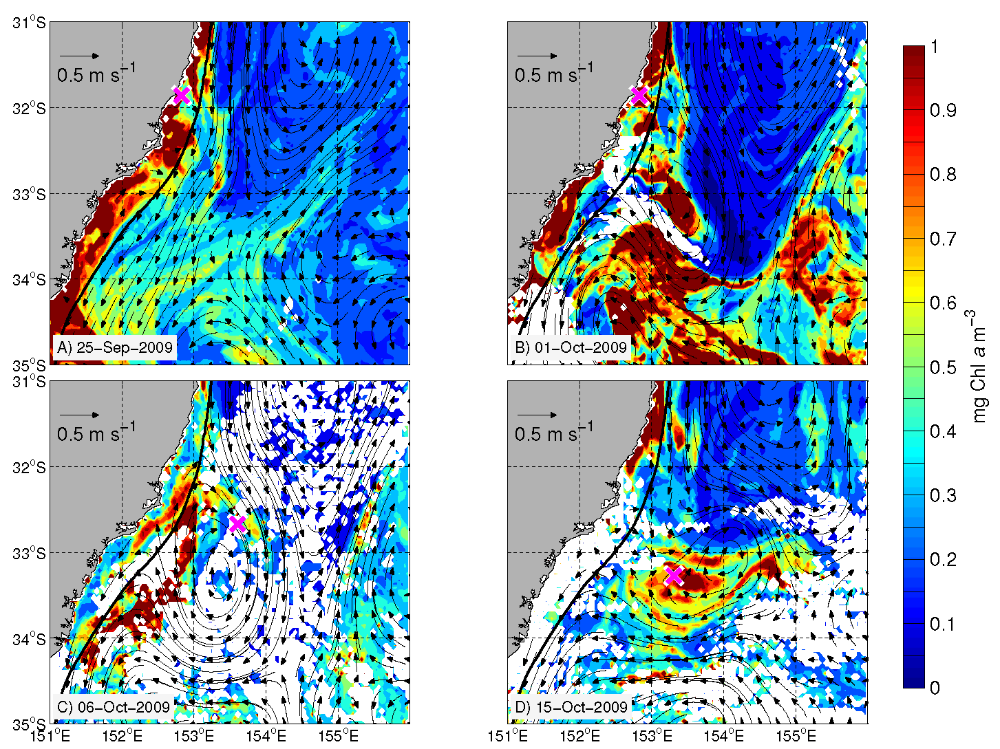 31°S
32°S
33°S
34°S
35°S
0.5 m s⁻¹
A) 25-Sep-2009
0.5 m s⁻¹
B) 01-Oct-2009
31°S
32°S
33°S
34°S
35°S
0.5 m s⁻¹
C) 06-Oct-2009
151°E
152°E
153°E
154°E
155°E
0.5 m s⁻¹
D) 15-Oct-2009
151°E
152°E
153°E
154°E
155°E
1
0.9
0.8
0.7
0.6
0.5
0.4
0.3
0.2
0.1
0
mg Chl a m⁻³